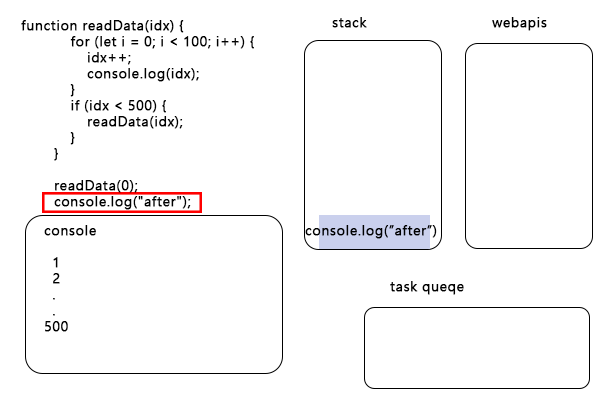 function readData(idx) {
for (let i = 0; i < 100; i++) {
idx++;
console.log(idx);
}
if (idx < 500) {
readData(idx);
}
}
readData(0);
console.log("after");
console
1
2
.
.
500
stack
console.log("after")
webapis
task queqe